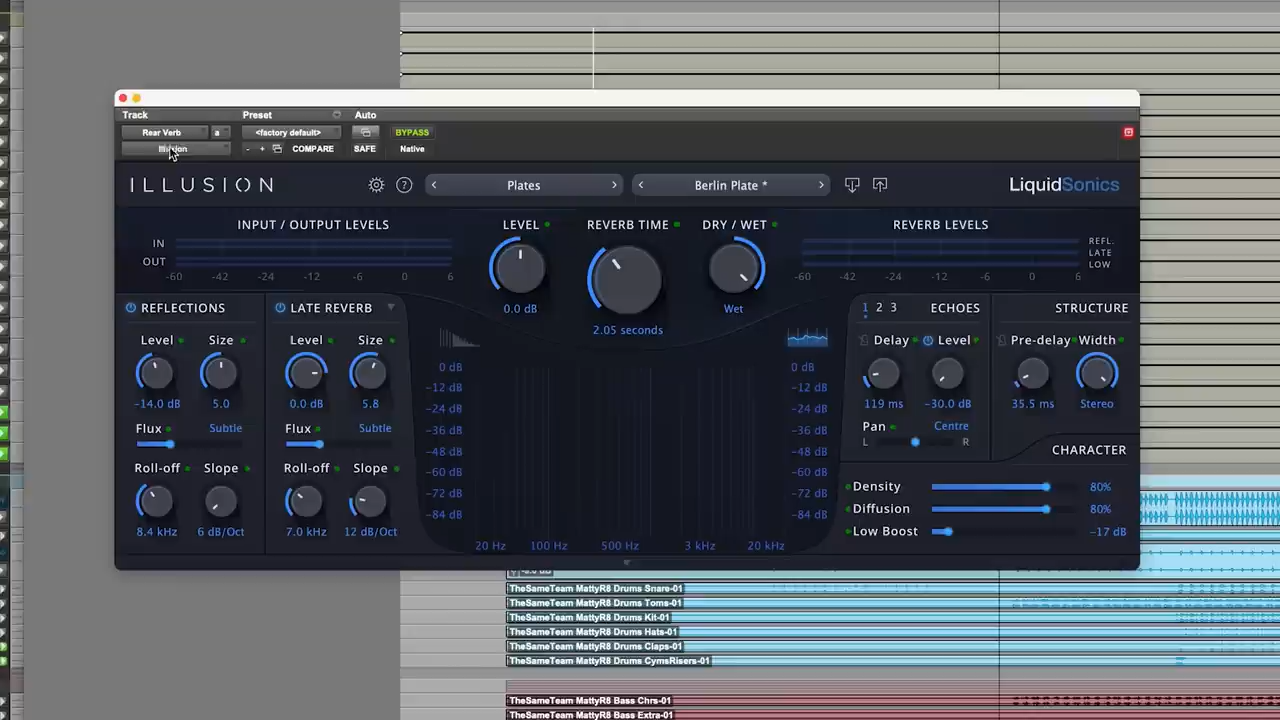 Track
Preset
Auto
Rear Verb
a
<factory default>
BYPASS
Illusion
- +
COMPARE
SAFE
Native
ILLUSION
?
< Plates >
< Berlin Plate * >
LiquidSonics
INPUT / OUTPUT LEVELS
IN
OUT
-60 -42 -24 -12 -6 0 6
LEVEL
0.0 dB
REVERB TIME
2.05 seconds
DRY / WET
Wet
REVERB LEVELS
REFL.
LATE
LOW
-60 -42 -24 -12 -6 0 6
REFLECTIONS
Level Size
-14.0 dB 5.0
Flux Subtle
Roll-off Slope
8.4 kHz 6 dB/Oct
LATE REVERB
Level Size
0.0 dB 5.8
Flux Subtle
Roll-off Slope
7.0 kHz 12 dB/Oct
0 dB 0 dB
-12 dB -12 dB
-24 dB -24 dB
-36 dB -36 dB
-48 dB -48 dB
-60 dB -60 dB
-72 dB -72 dB
-84 dB -84 dB
20 Hz 100 Hz 500 Hz 3 kHz 20 kHz
1 2 3 ECHOES
Delay Level
119 ms -30.0 dB
Pan Centre
L R
STRUCTURE
Pre-delay Width
35.5 ms Stereo
CHARACTER
Density 80%
Diffusion 80%
Low Boost -17 dB
TheSameTeam MattyR8 Drums Snare-01
TheSameTeam MattyR8 Drums Toms-01
TheSameTeam MattyR8 Drums Kit-01
TheSameTeam MattyR8 Drums Hats-01
TheSameTeam MattyR8 Drums Claps-01
TheSameTeam MattyR8 Drums CymsRisers-01
TheSameTeam MattyR8 Bass Chrs-01
TheSameTeam MattyR8 Bass Extra-01